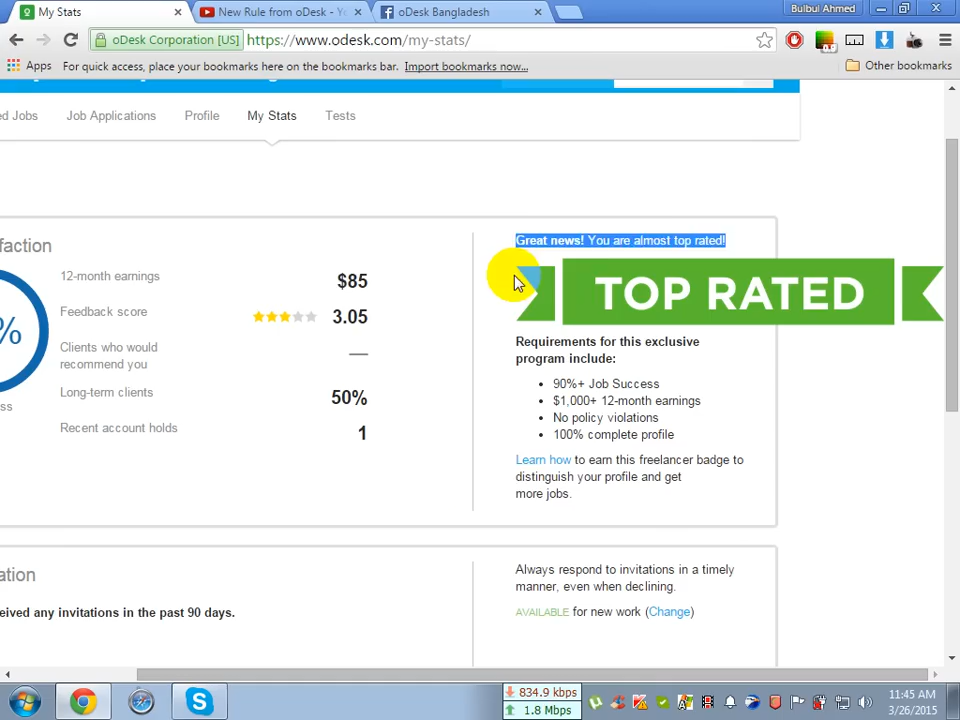 My Stats
New Rule from oDesk - Y
oDesk Bangladesh
Bulbul Ahmed
oDesk Corporation [US]
https://www.odesk.com/my-stats/
Apps
For quick access, place your bookmarks here on the bookmarks bar. Import bookmarks now...
Other bookmarks
ed Jobs
Job Applications
Profile
My Stats
Tests
faction
12-month earnings
$85
Feedback score
3.05
Clients who would
recommend you
—
Long-term clients
50%
Recent account holds
1
%
ss
Great news! You are almost top rated!
TOP RATED
Requirements for this exclusive
program include:
• 90%+ Job Success
• $1,000+ 12-month earnings
• No policy violations
• 100% complete profile
Learn how to earn this freelancer badge to
distinguish your profile and get
more jobs.
ation
eived any invitations in the past 90 days.
Always respond to invitations in a timely
manner, even when declining.
AVAILABLE for new work (Change)
834.9 kbps
1.8 Mbps
11:45 AM
3/26/2015